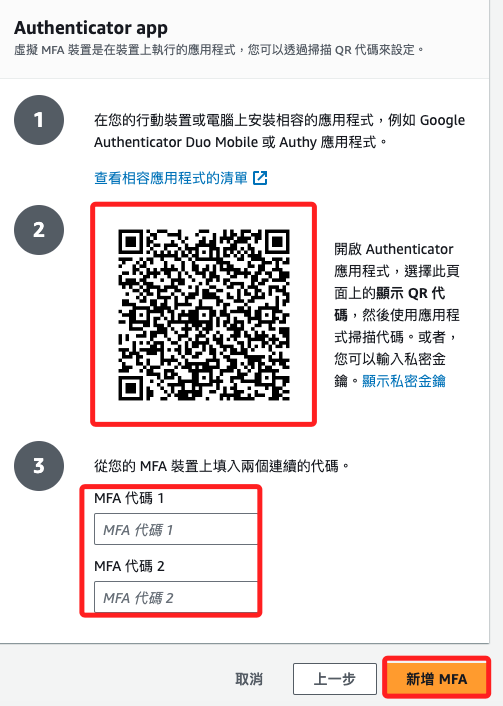 Authenticator app
虛擬 MFA 裝置是在裝置上執行的應用程式，您可以透過掃描 QR 代碼來設定。
1
在您的行動裝置或電腦上安裝相容的應用程式，例如 Google
Authenticator Duo Mobile 或 Authy 應用程式。
查看相容應用程式的清單
2
開啟 Authenticator
應用程式，選擇此頁
面上的顯示 QR 代
碼，然後使用應用程
式掃描代碼。或者，
您可以輸入私密金
鑰。顯示私密金鑰
3
從您的 MFA 裝置上填入兩個連續的代碼。
MFA 代碼 1
MFA 代碼 1
MFA 代碼 2
MFA 代碼 2
取消
上一步
新增 MFA